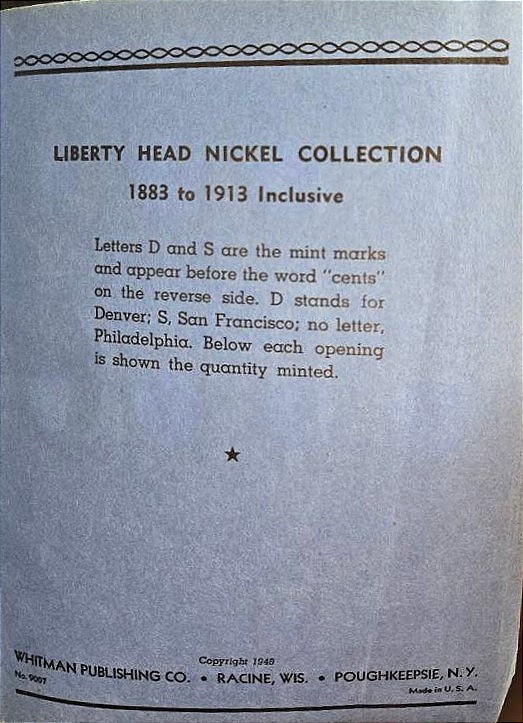 LIBERTY HEAD NICKEL COLLECTION
1883 to 1913 Inclusive
Letters D and S are the mint marks
and appear before the word "cents"
on the reverse side. D stands for
Denver; S, San Francisco; no letter,
Philadelphia. Below each opening
is shown the quantity minted.
★
Copyright 1948
WHITMAN PUBLISHING CO. • RACINE, WIS. • POUGHKEEPSIE, N. Y.
No. 9007
Made in U. S. A.